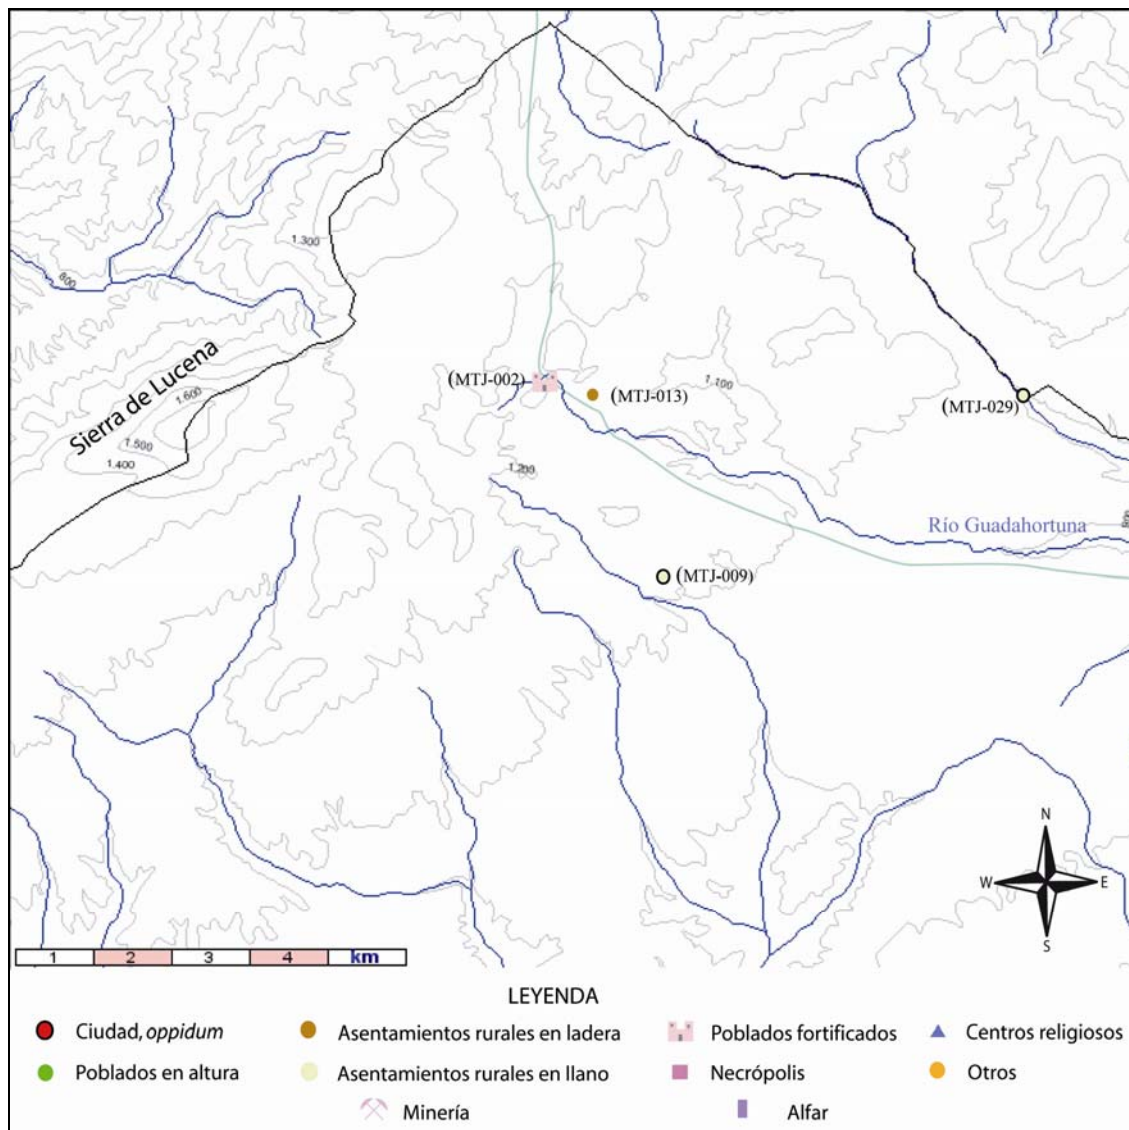 1.300
800
Sierra de Lucena
1.600
1.500
1.400
(MTJ-002)
(MTJ-013)
1.100
(MTJ-029)
1.200
Río Guadahortuna
900
(MTJ-009)
N
W
E
S
1 2 3 4 km
LEYENDA
Ciudad, oppidum
Asentamientos rurales en ladera
Poblados fortificados
Centros religiosos
Poblados en altura
Asentamientos rurales en llano
Necrópolis
Otros
Minería
Alfar